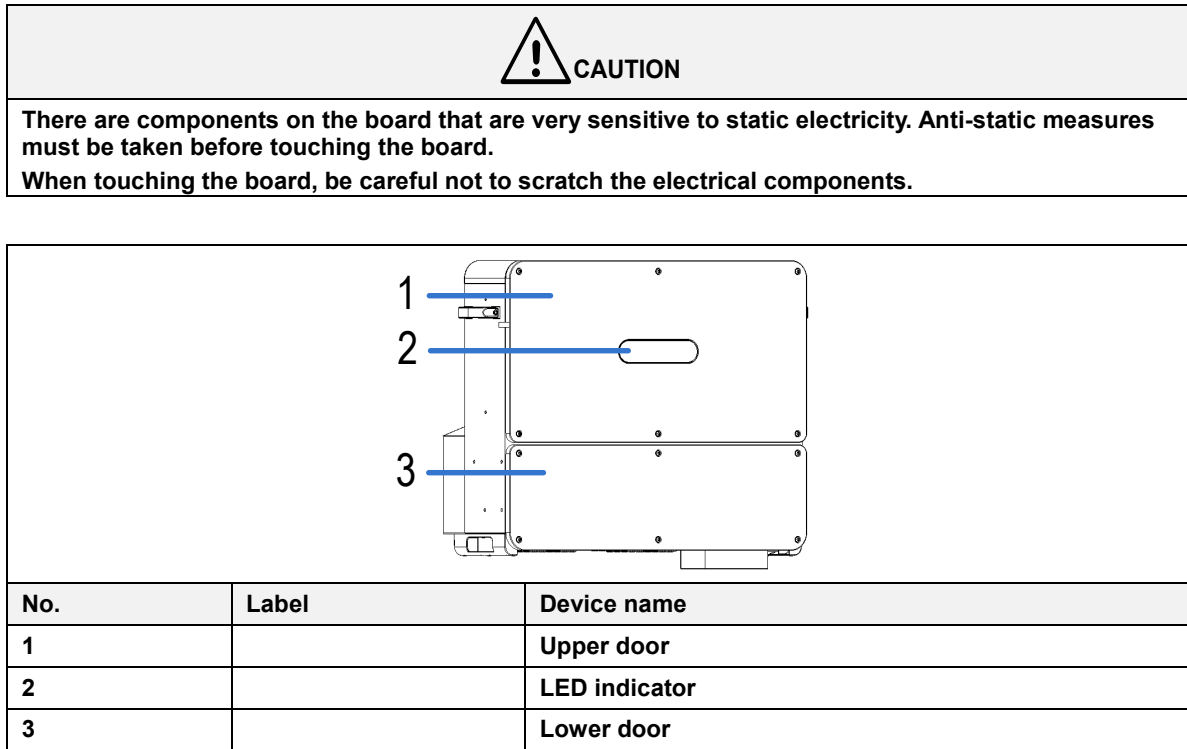 CAUTION
There are components on the board that are very sensitive to static electricity. Anti-static measures
must be taken before touching the board.
When touching the board, be careful not to scratch the electrical components.
1
2
3
No. Label Device name
1 Upper door
2 LED indicator
3 Lower door